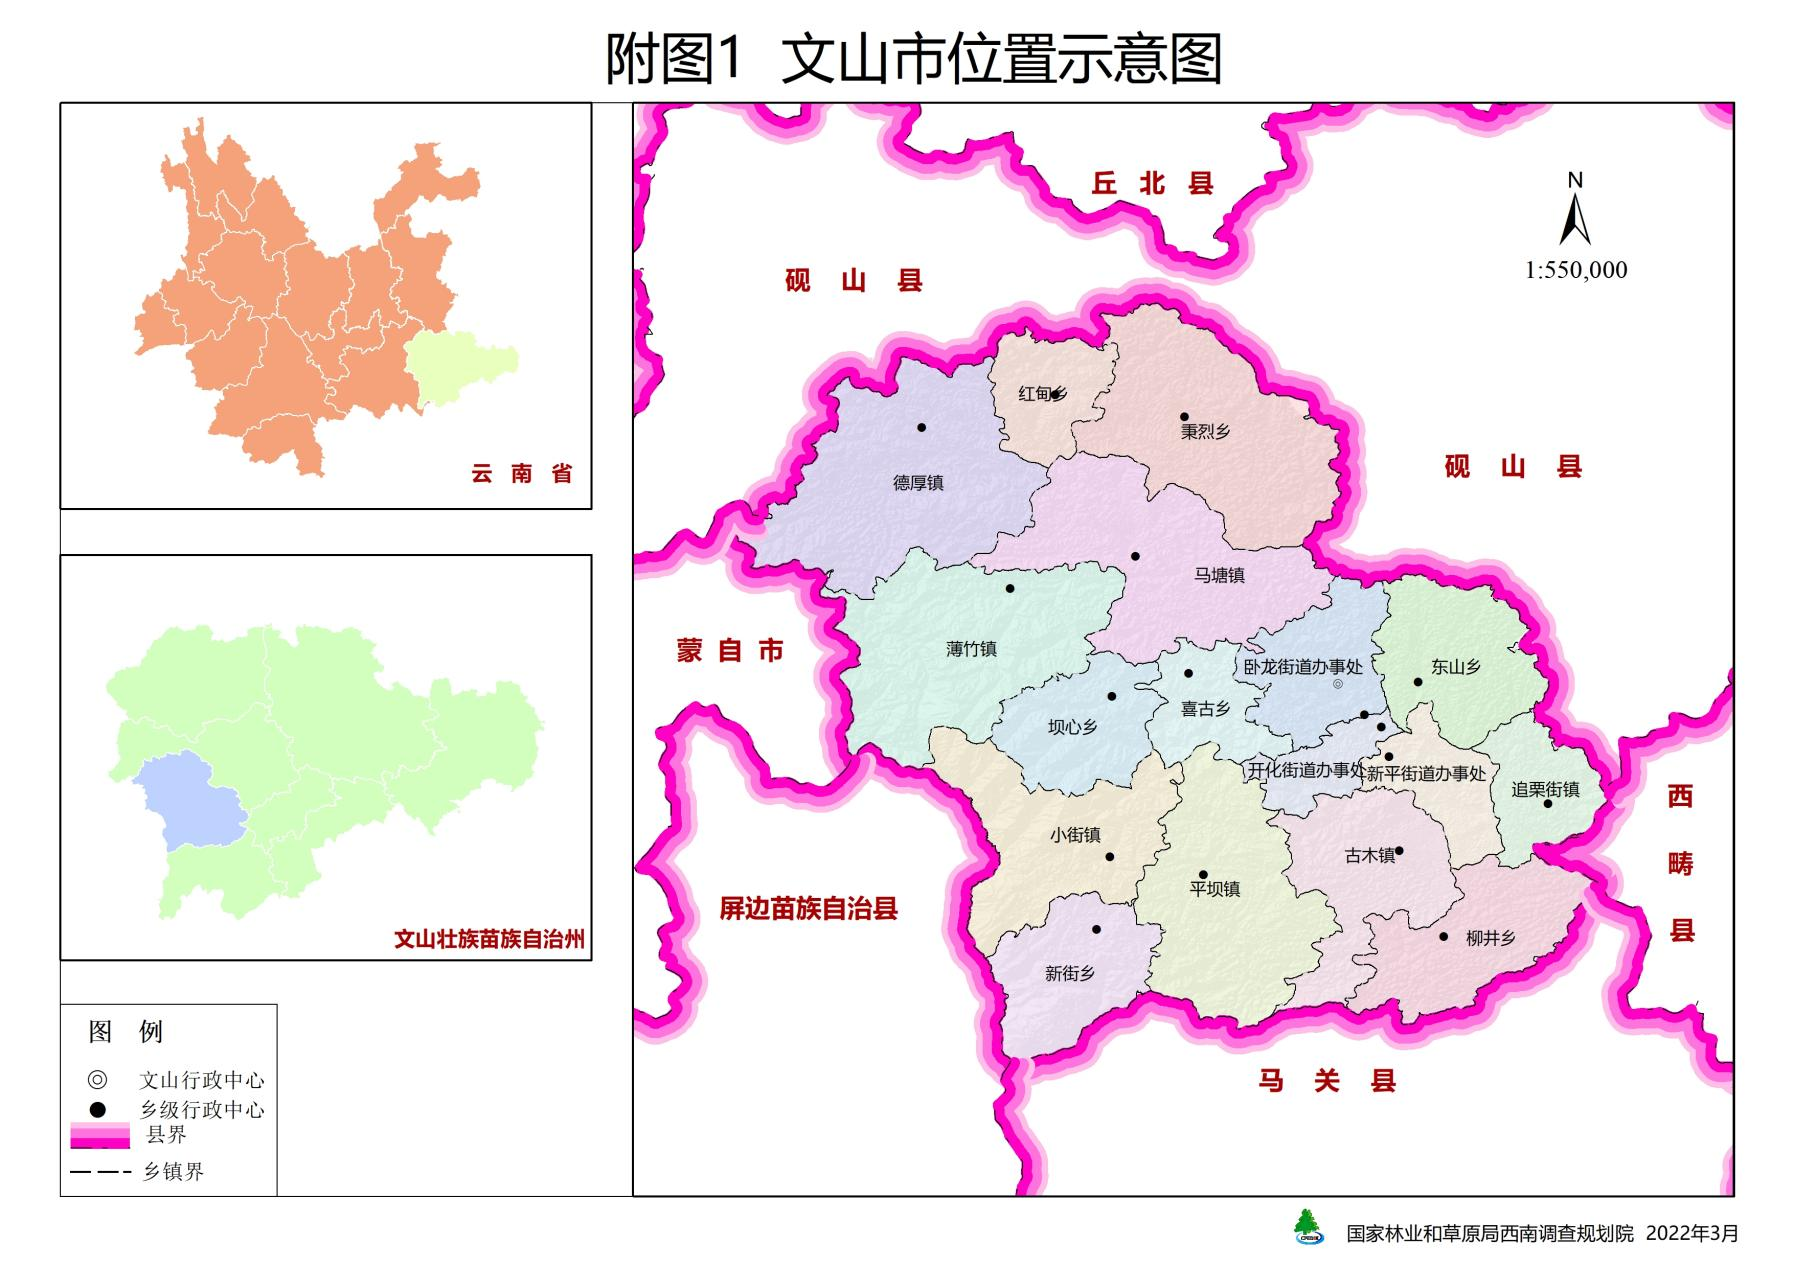 附图1 文山市位置示意图
云南省
文山壮族苗族自治州
图 例
文山行政中心
乡级行政中心
县界
乡镇界
丘北县
N
1:550,000
砚山县
砚山县
红甸乡
秉烈乡
德厚镇
马塘镇
蒙自市
薄竹镇
卧龙街道办事处
东山乡
坝心乡
喜古乡
开化街道办事处
新平街道办事处
追栗街镇
西畴县
小街镇
古木镇
平坝镇
屏边苗族自治县
柳井乡
新街乡
马关县
国家林业和草原局西南调查规划院 2022年3月